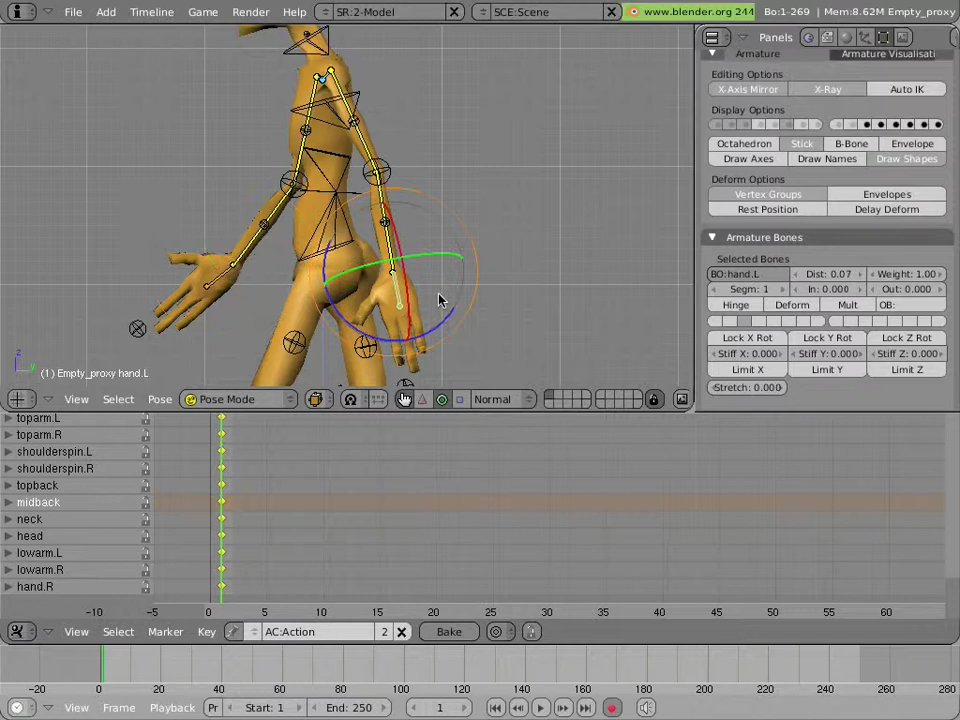 File Add Timeline Game Render Help SR:2-Model SCE:Scene www.blender.org 244 Bo:1-269 | Mem:8.62M Empty_proxy
Panels
Armature Armature Visualisati
Editing Options
X-Axis Mirror X-Ray Auto IK
Display Options
Octahedron Stick B-Bone Envelope
Draw Axes Draw Names Draw Shapes
Deform Options
Vertex Groups Envelopes
Rest Position Delay Deform
Armature Bones
Selected Bones
BO:hand.L Dist: 0.07 Weight: 1.00
Segm: 1 In: 0.000 Out: 0.000
Hinge Deform Mult OB:
Lock X Rot Lock Y Rot Lock Z Rot
Stiff X: 0.000 Stiff Y: 0.000 Stiff Z: 0.000
Limit X Limit Y Limit Z
Stretch: 0.000
z
y
(1) Empty_proxy hand.L
View Select Pose Pose Mode Normal
toparm.L
toparm.R
shoulderspin.L
shoulderspin.R
topback
midback
neck
head
lowarm.L
lowarm.R
hand.R
-10 -5 0 5 10 15 20 25 30 35 40 45 50 55 60
View Select Marker Key AC:Action 2 Bake
-20 0 20 40 60 80 100 120 140 160 180 200 220 240 260 280
View Frame Playback Pr Start: 1 End: 250 1